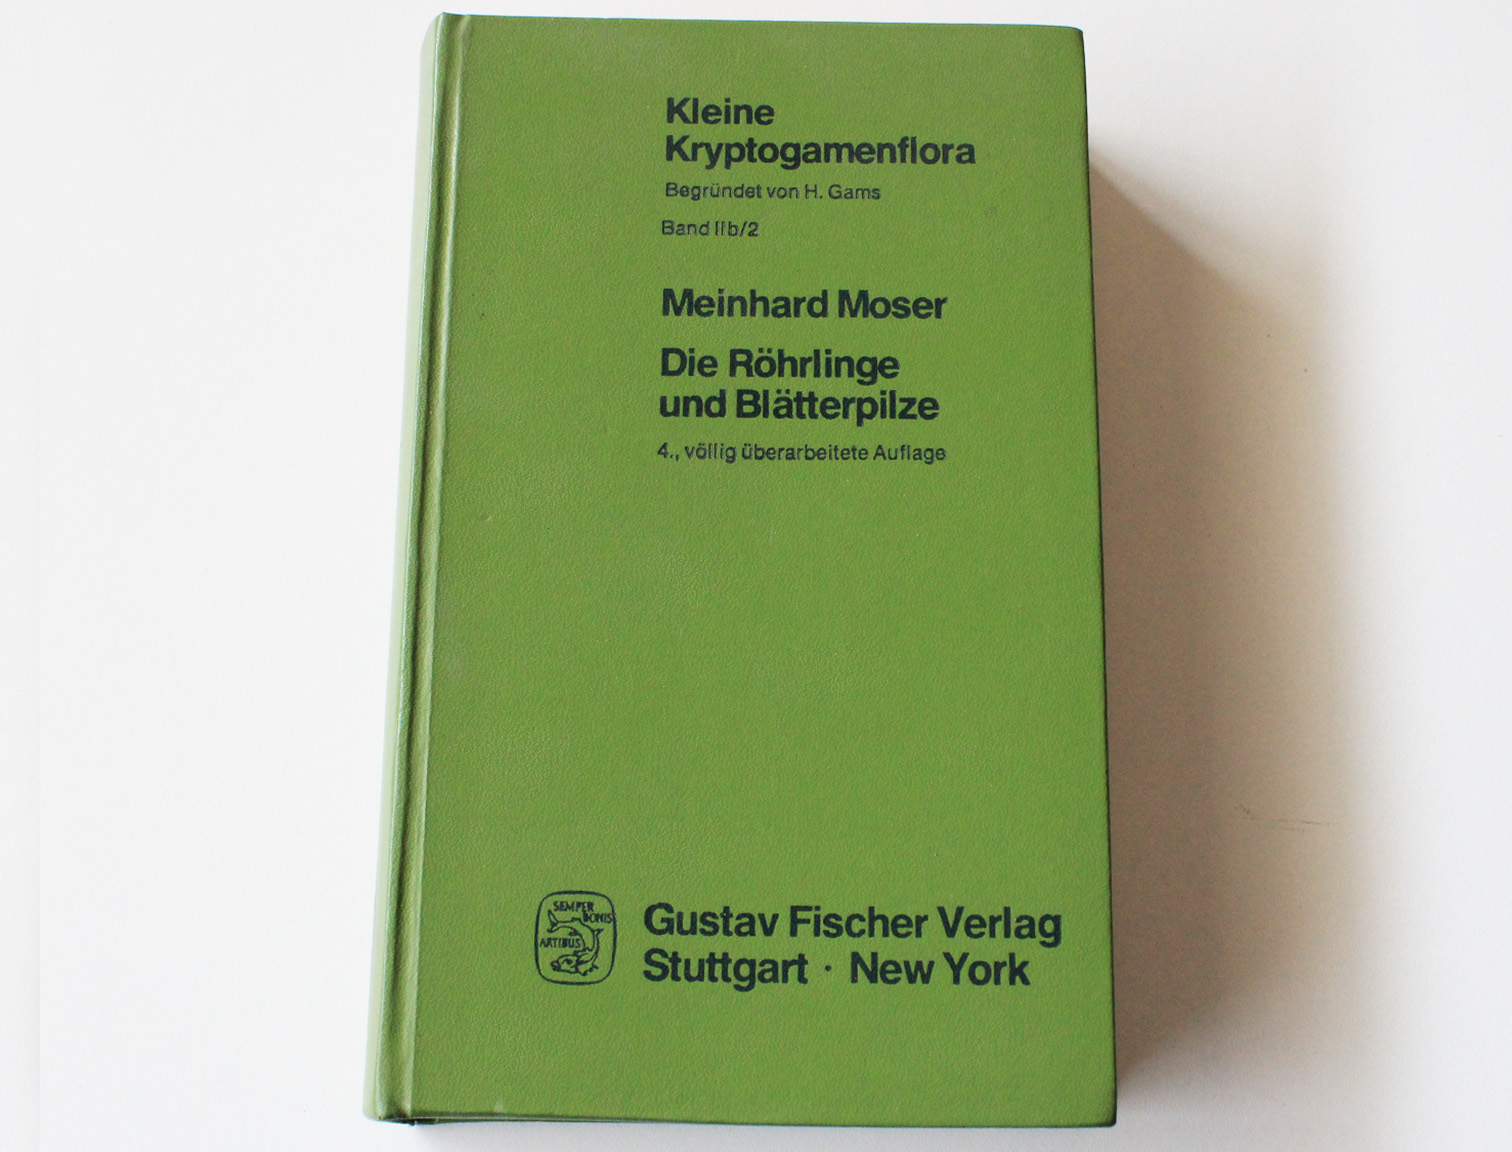 Kleine
Kryptogamenflora
Begründet von H. Gams
Band IIb/2
Meinhard Moser
Die Röhrlinge
und Blätterpilze
4., völlig überarbeitete Auflage
SEMPER
BONIS
ARTIBUS
Gustav Fischer Verlag
Stuttgart · New York